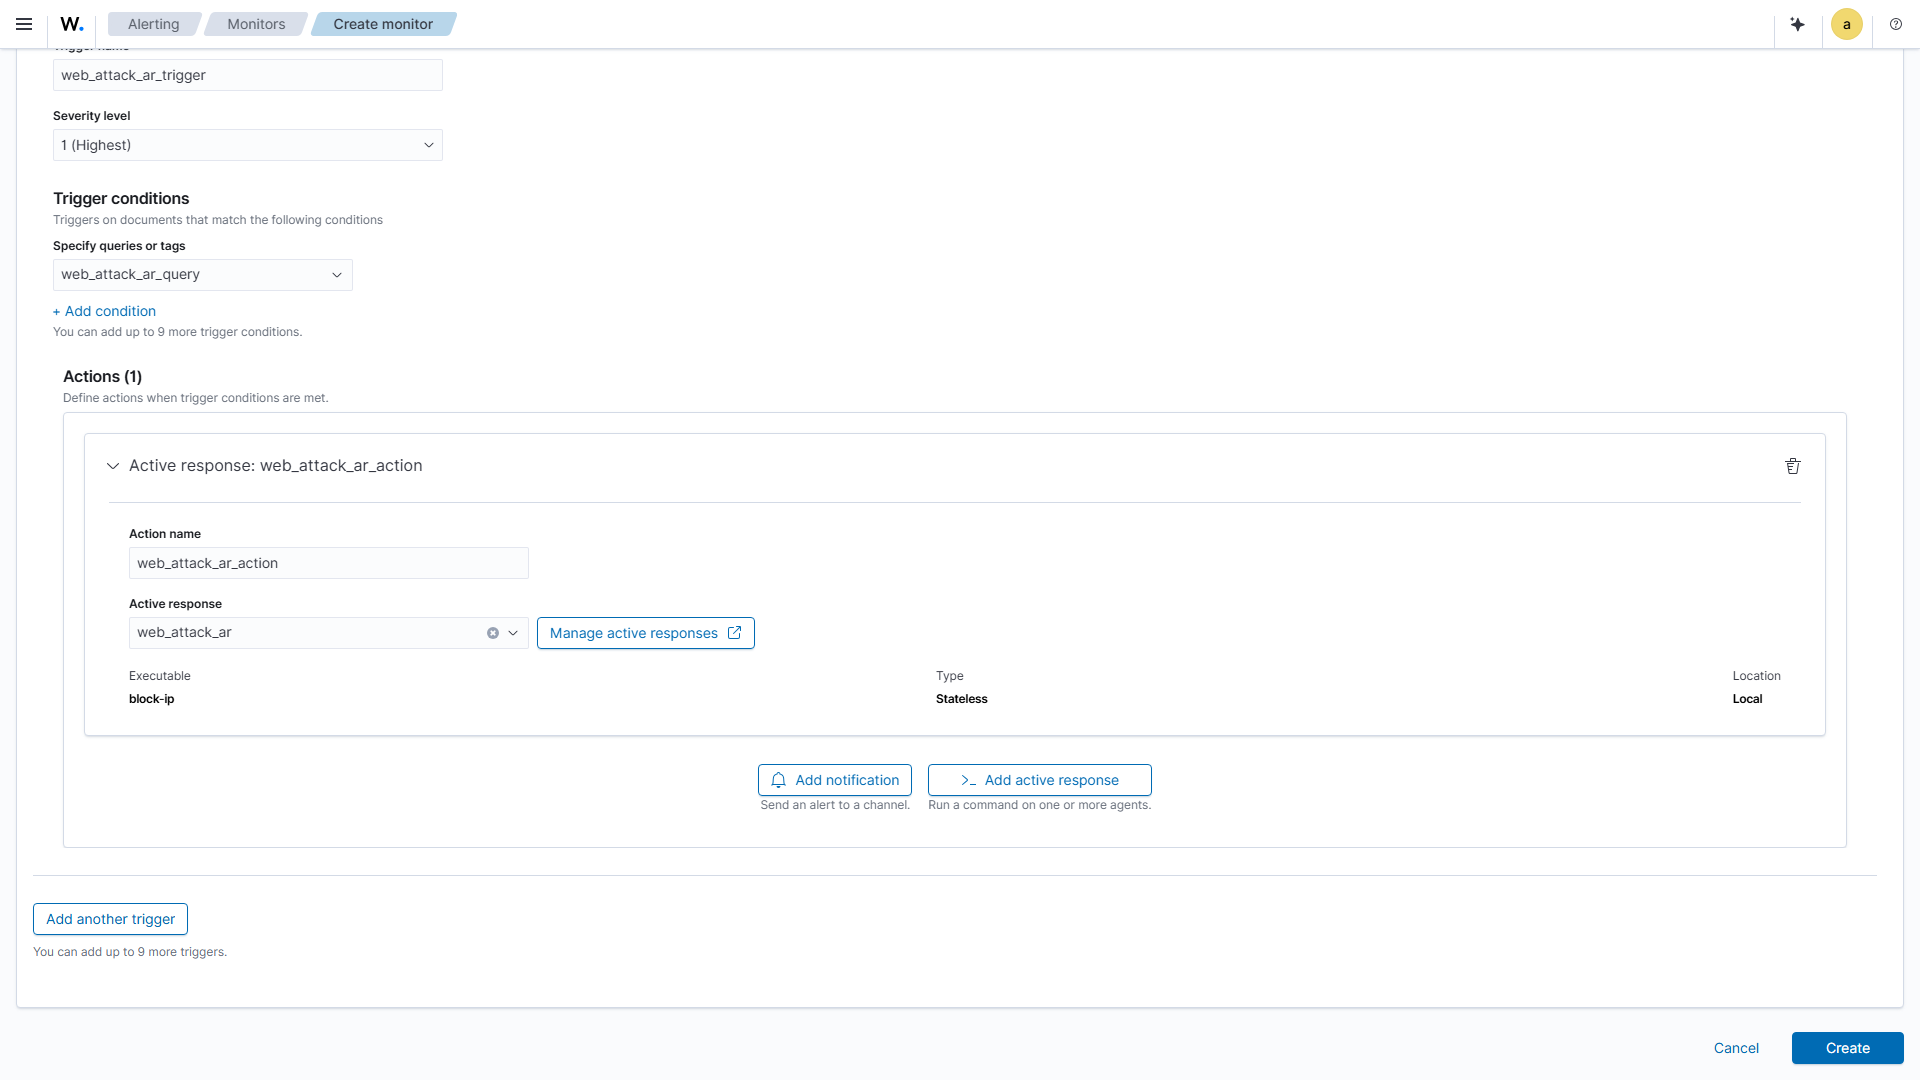 W.
Alerting
Monitors
Create monitor
a
web_attack_ar_trigger
Severity level
1 (Highest)
Trigger conditions
Triggers on documents that match the following conditions
Specify queries or tags
web_attack_ar_query
+ Add condition
You can add up to 9 more trigger conditions.
Actions (1)
Define actions when trigger conditions are met.
Active response: web_attack_ar_action
Action name
web_attack_ar_action
Active response
web_attack_ar
Manage active responses
Executable
Type
Location
block-ip
Stateless
Local
Add notification
>_ Add active response
Send an alert to a channel.
Run a command on one or more agents.
Add another trigger
You can add up to 9 more triggers.
Cancel
Create